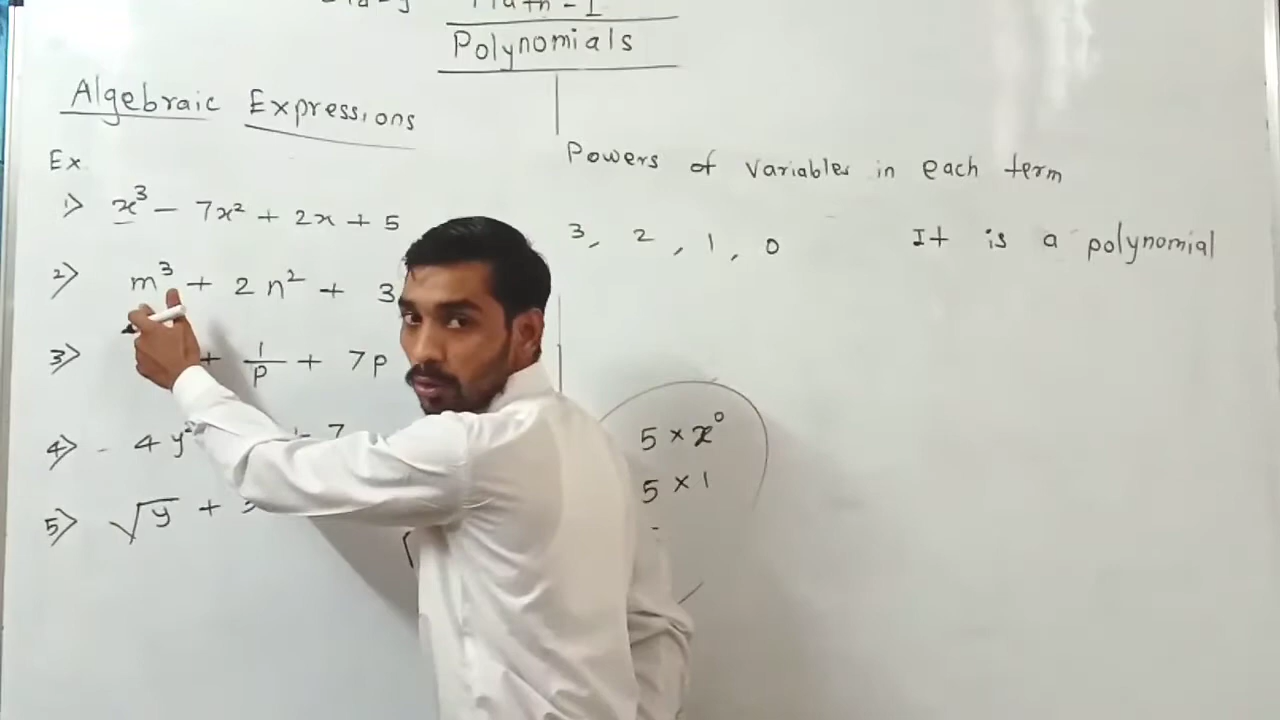 Math - I
Polynomials
Algebraic Expressions
Ex
Powers of variables in each term
1> x³ - 7x² + 2x + 5
3, 2, 1, 0 It is a polynomial
2> m³ + 2n² + 3
3> + 1/p + 7p
4> - 4y² 7
5 × x⁰
5 × 1
5> √y +